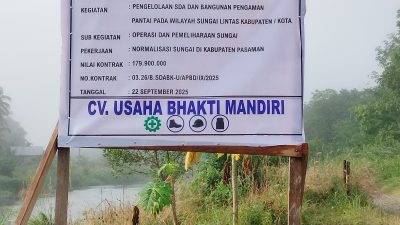 KEGIATAN : PENGELOLAAN SDA DAN BANGUNAN PENGAMAN
PANTAI PADA WILAYAH SUNGAI LINTAS KABUPATEN / KOTA
SUB KEGIATAN : OPERASI DAN PEMELIHARAAN SUNGAI
PEKERJAAN : NORMALISASI SUNGAI DI KABUPATEN PASAMAN
NILAI KONTRAK : 179.900.000
NO.KONTRAK : 03.26/B.SDABK-U/APBD/IX/2025
TANGGAL : 22 SEPTEMBER 2025
CV. USAHA BHAKTI MANDIRI